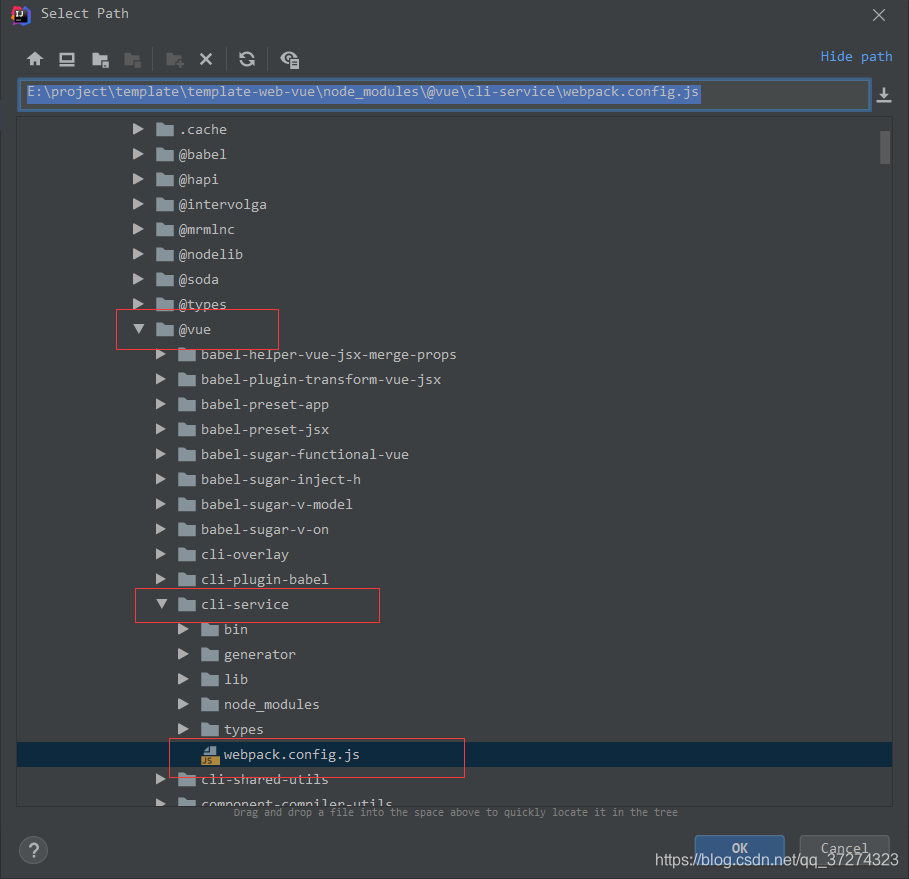 Select Path
Hide path
E:\project\template\template-web-vue\node_modules\@vue\cli-service\webpack.config.js
.cache
@babel
@hapi
@intervolga
@mrmlnc
@nodelib
@soda
@types
@vue
babel-helper-vue-jsx-merge-props
babel-plugin-transform-vue-jsx
babel-preset-app
babel-preset-jsx
babel-sugar-functional-vue
babel-sugar-inject-h
babel-sugar-v-model
babel-sugar-v-on
cli-overlay
cli-plugin-babel
cli-service
bin
generator
lib
node_modules
types
webpack.config.js
cli-shared-utils
component-compiler-utils
Drag and drop a file into the space above to quickly locate it in the tree
?
OK
Cancel
https://blog.csdn.net/qq_37274323